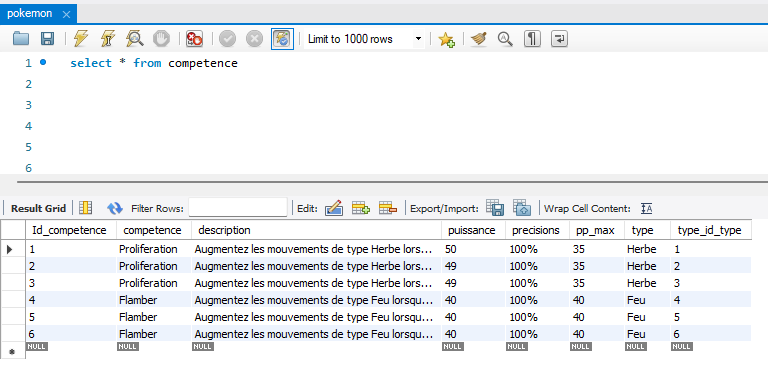 pokemon
Limit to 1000 rows
1 select * from competence
2
3
4
5
6
Result Grid Filter Rows: Edit: Export/Import: Wrap Cell Content:
Id_competence competence description puissance precisions pp_max type type_id_type
1 Proliferation Augmentez les mouvements de type Herbe lors... 50 100% 35 Herbe 1
2 Proliferation Augmentez les mouvements de type Herbe lors... 49 100% 35 Herbe 2
3 Proliferation Augmentez les mouvements de type Herbe lors... 49 100% 35 Herbe 3
4 Flamber Augmentez les mouvements de type Feu lorsqu... 40 100% 40 Feu 4
5 Flamber Augmentez les mouvements de type Feu lorsqu... 40 100% 40 Feu 5
6 Flamber Augmentez les mouvements de type Feu lorsqu... 40 100% 40 Feu 6
NULL NULL NULL NULL NULL NULL NULL NULL